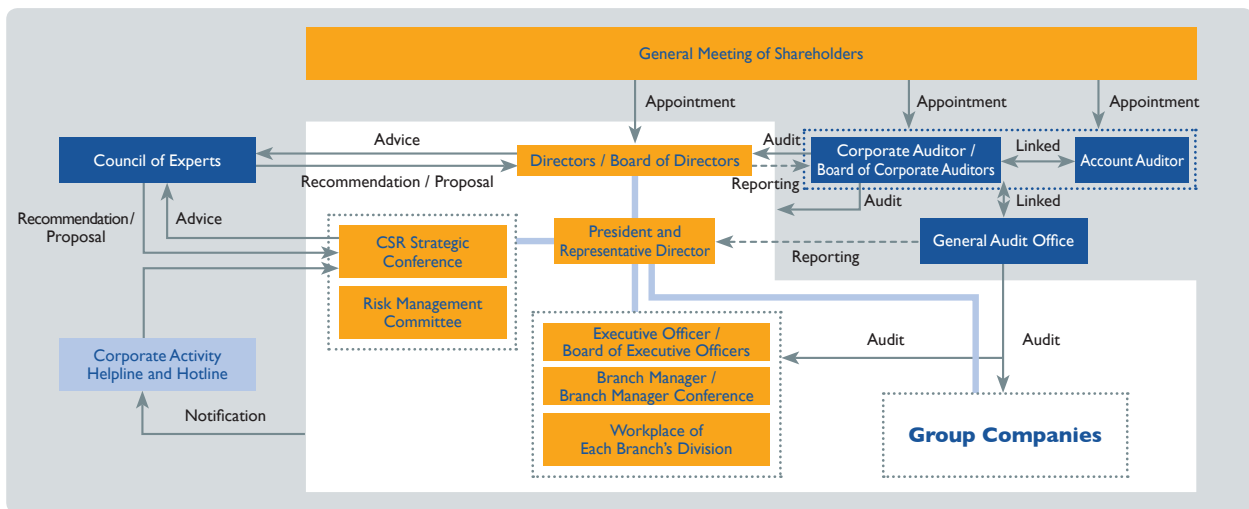 General Meeting of Shareholders
Appointment
Appointment
Appointment
Council of Experts
Advice
Recommendation / Proposal
Directors / Board of Directors
Audit
Reporting
Corporate Auditor /
Board of Corporate Auditors
Linked
Account Auditor
Audit
Linked
Recommendation/
Proposal
Advice
CSR Strategic
Conference
President and
Representative Director
Reporting
General Audit Office
Risk Management
Committee
Corporate Activity
Helpline and Hotline
Notification
Executive Officer /
Board of Executive Officers
Branch Manager /
Branch Manager Conference
Workplace of
Each Branch's Division
Audit
Audit
Group Companies